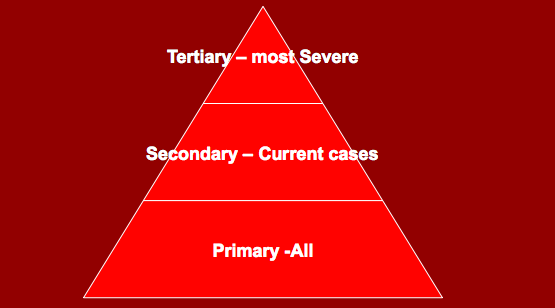 Tertiary – most Severe
Secondary – Current cases
Primary -All